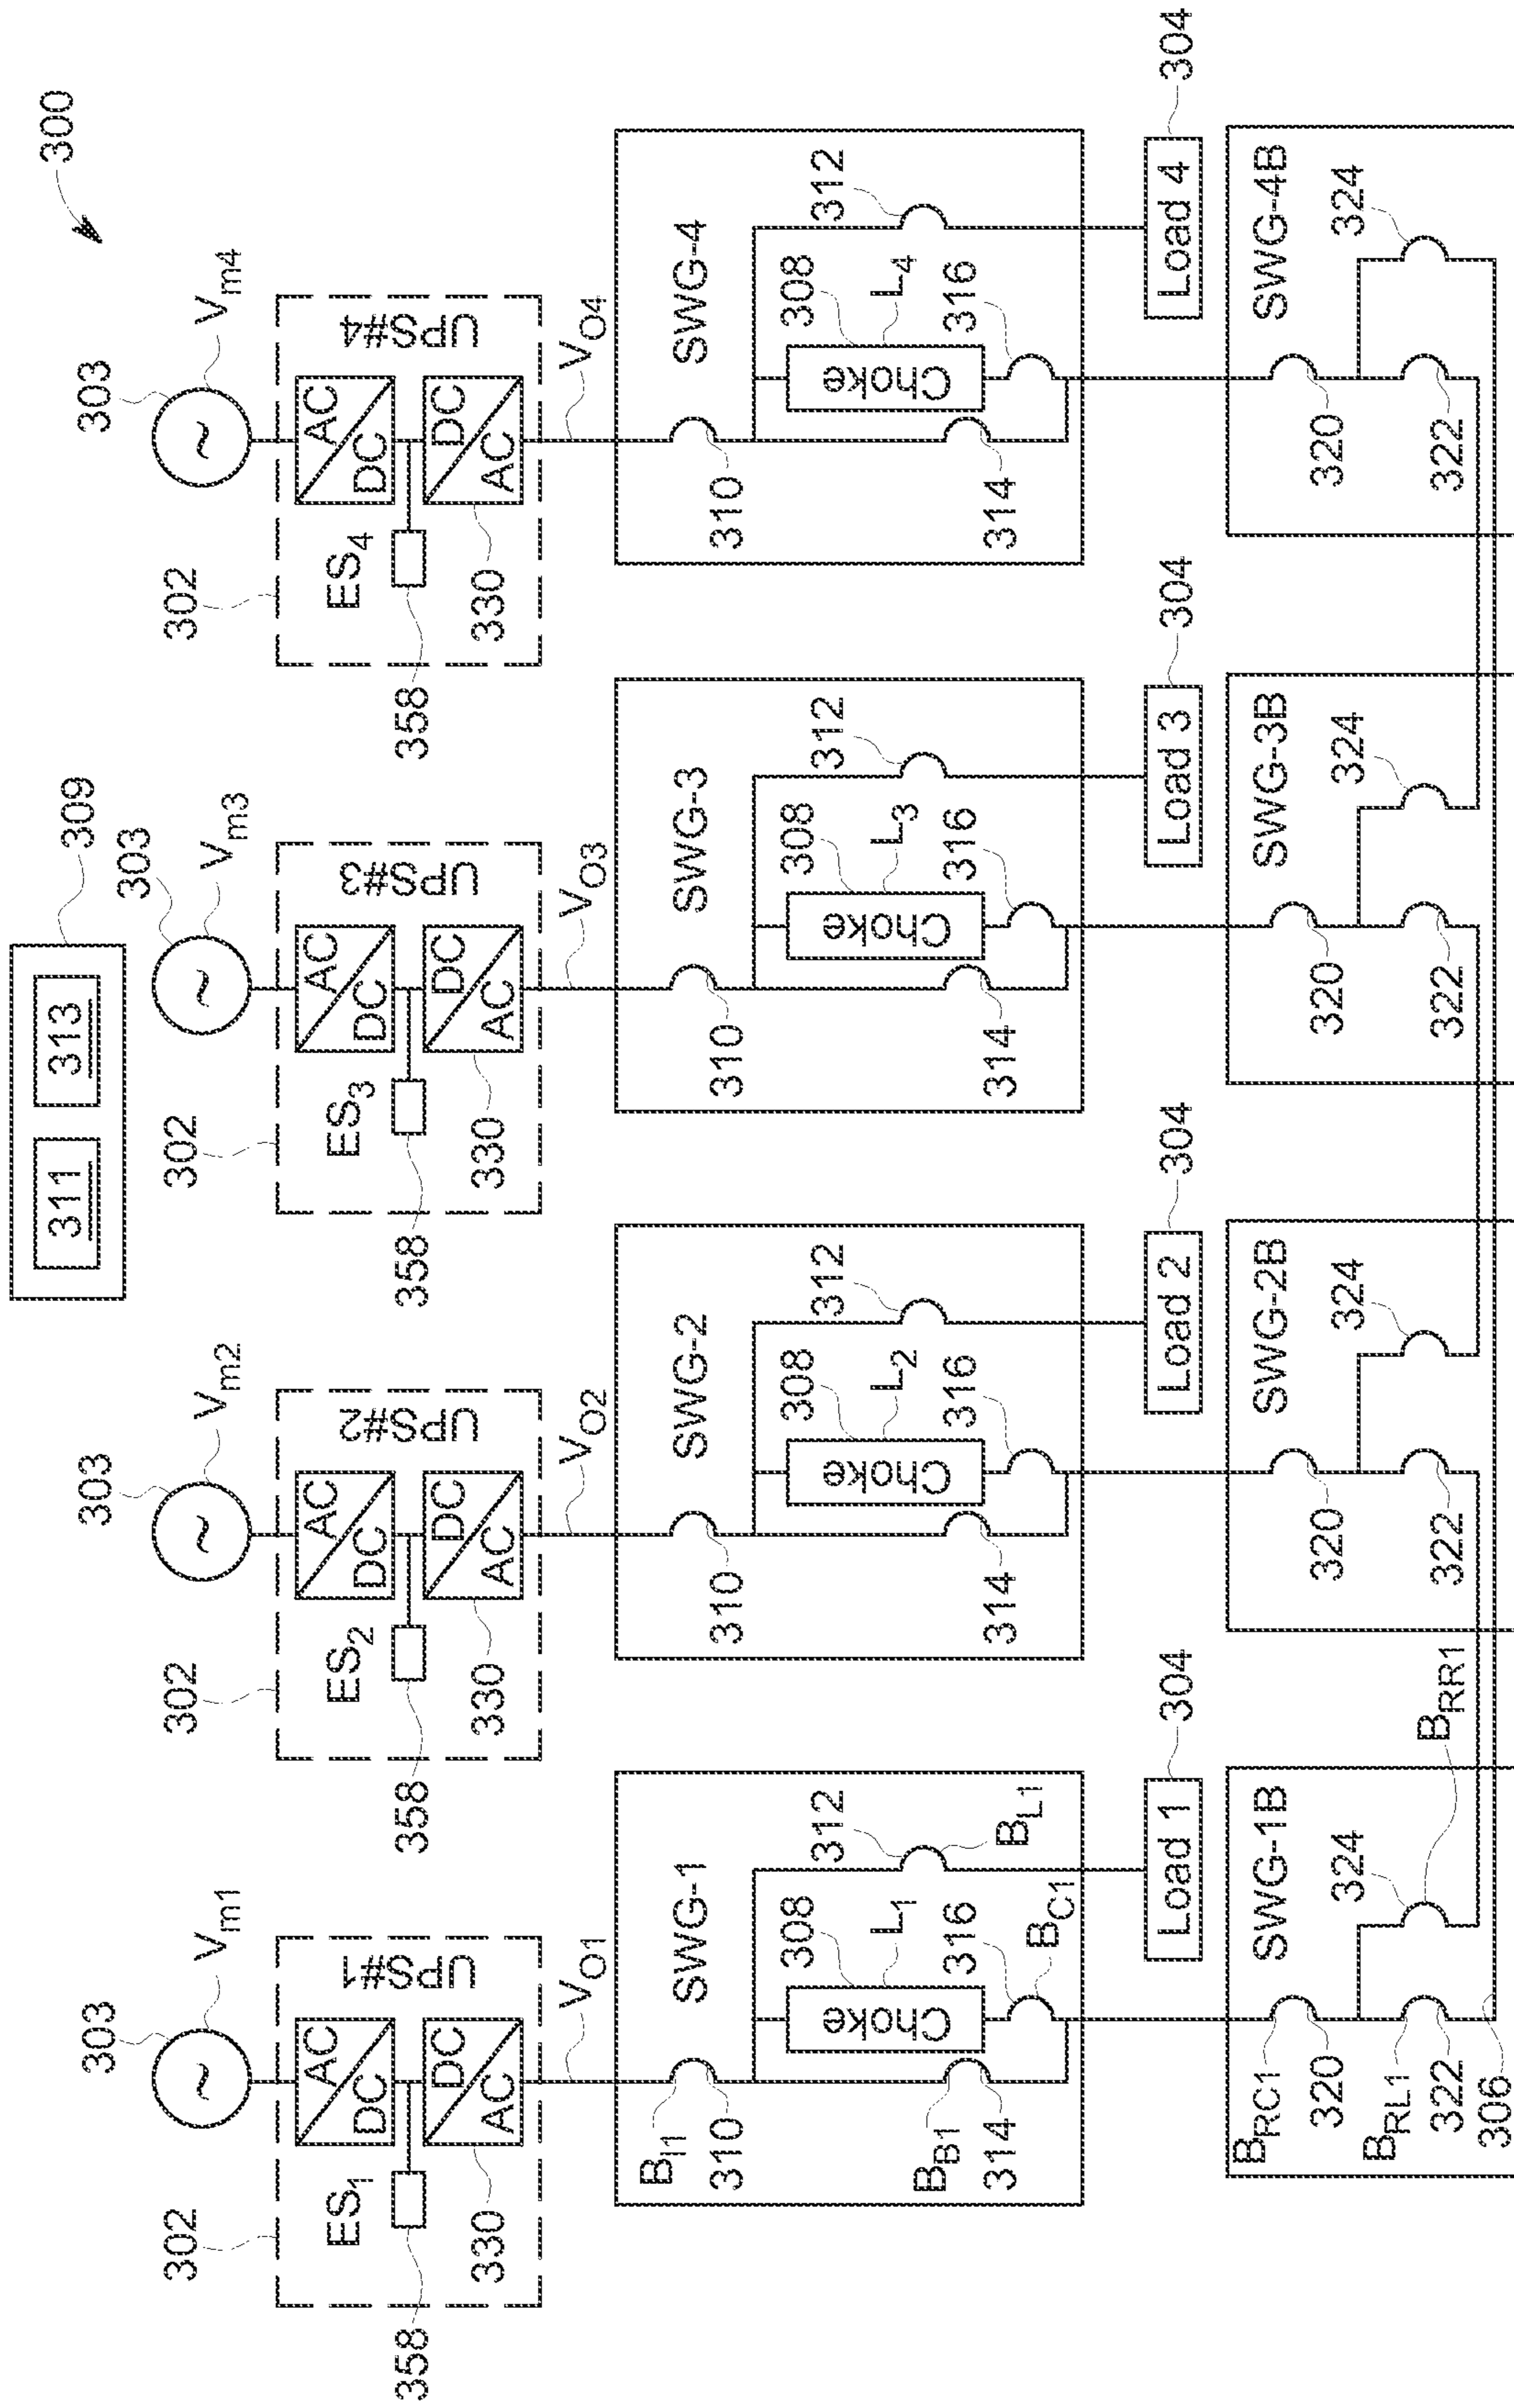 300
309
311
313
303
Vm1
302
UPS#1
AC
DC
ES1
358
DC
AC
330
VO1
SWG-1
BI1
310
308
Choke
L1
312
BL1
316
BC1
BB1
314
Load 1
304
SWG-1B
BRC1
320
324
BRR1
BRL1
322
306
303
Vm2
302
UPS#2
AC
DC
ES2
358
DC
AC
330
VO2
SWG-2
310
308
Choke
L2
312
316
314
Load 2
304
SWG-2B
320
324
322
303
Vm3
302
UPS#3
AC
DC
ES3
358
DC
AC
330
VO3
SWG-3
310
308
Choke
L3
312
316
314
Load 3
304
SWG-3B
320
324
322
303
Vm4
302
UPS#4
AC
DC
ES4
358
DC
AC
330
VO4
SWG-4
310
308
Choke
L4
312
316
314
Load 4
304
SWG-4B
320
324
322